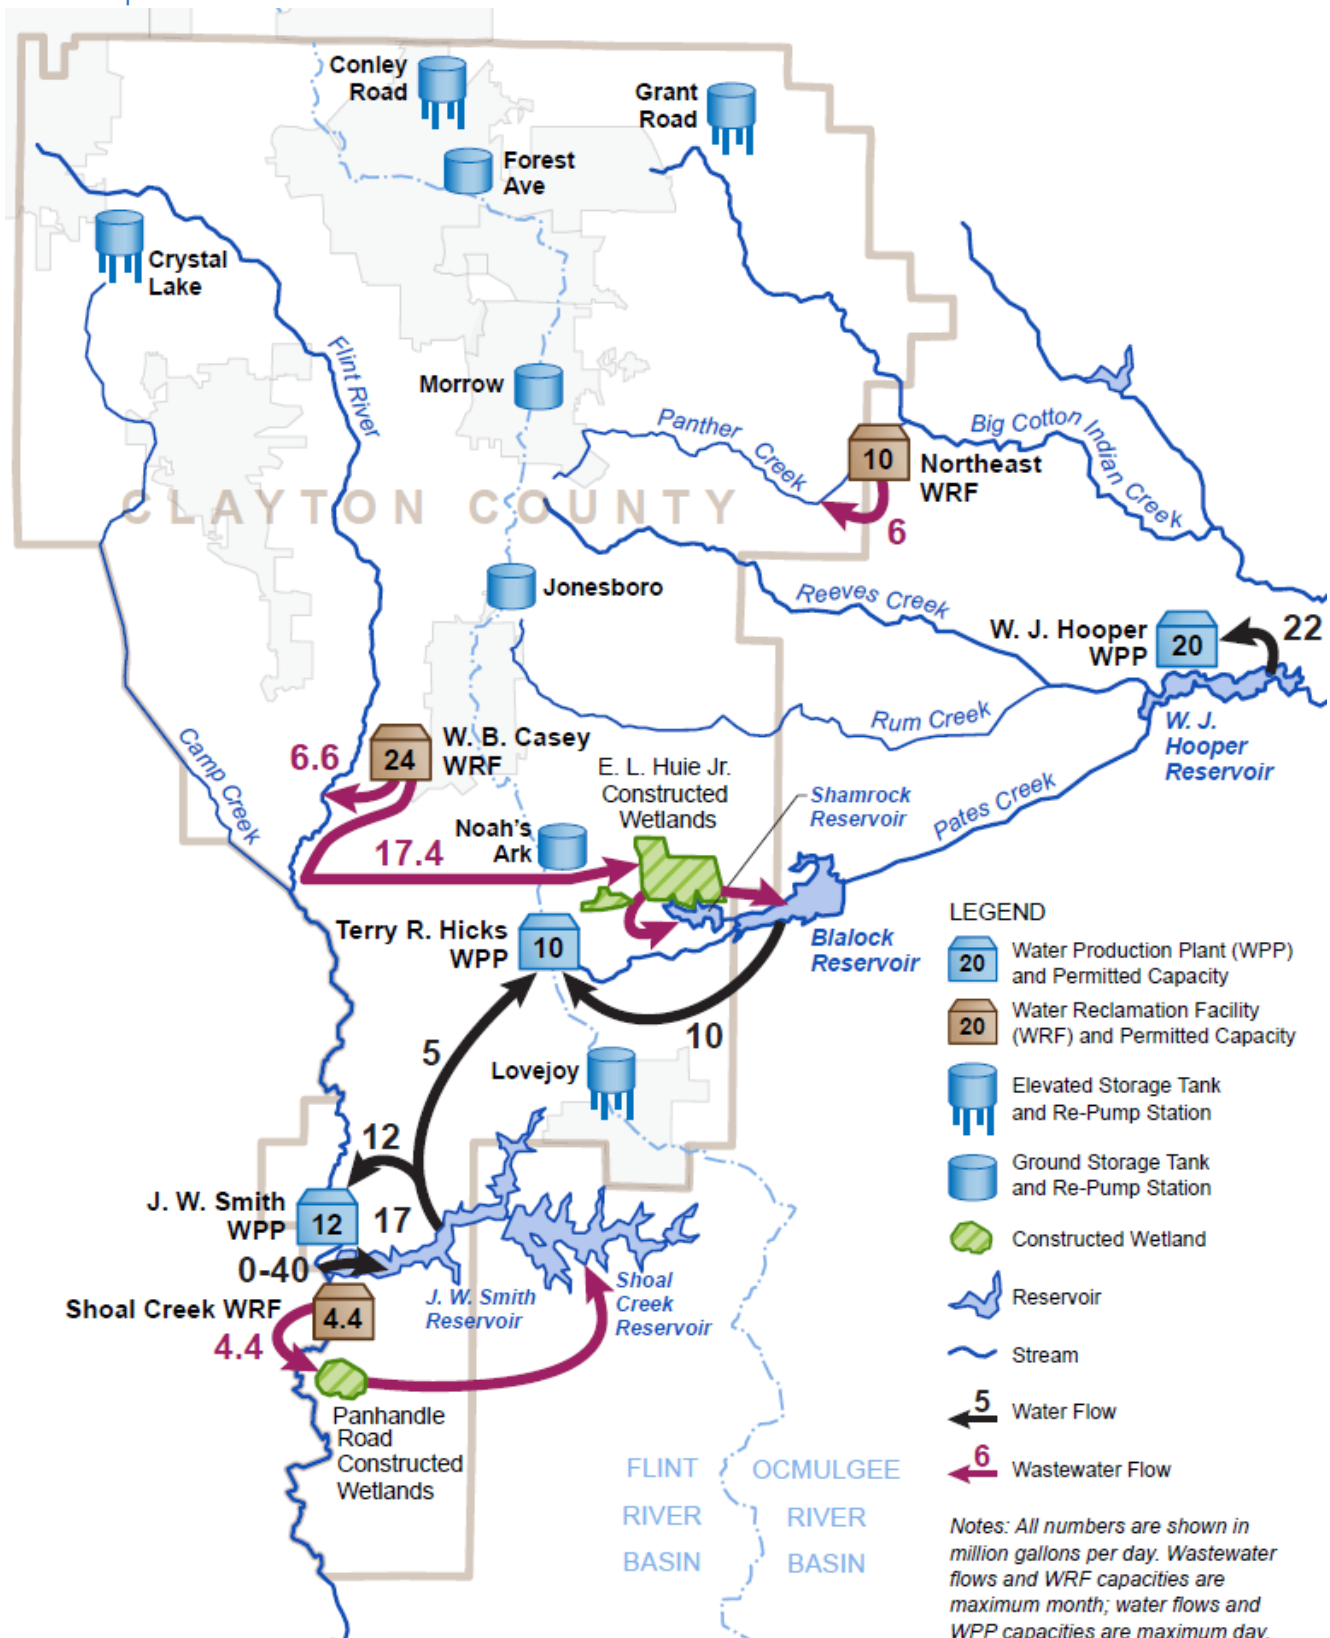 Conley
Road
Grant
Road
Forest
Ave
Crystal
Lake
Flint River
Morrow
Panther Creek
Big Cotton Indian Creek
10
Northeast
WRF
CLAYTON COUNTY
6
Jonesboro
Reeves Creek
W. J. Hooper
WPP
20
22
Rum Creek
W. J.
Hooper
Reservoir
Camp Creek
6.6
24
W. B. Casey
WRF
E. L. Huie Jr.
Constructed
Wetlands
Shamrock
Reservoir
Pates Creek
Noah's
Ark
17.4
Terry R. Hicks
WPP
10
Blalock
Reservoir
10
5
Lovejoy
12
J. W. Smith
WPP
12
17
0-40
J. W. Smith
Reservoir
Shoal
Creek
Reservoir
Shoal Creek WRF
4.4
4.4
Panhandle
Road
Constructed
Wetlands
FLINT
RIVER
BASIN
OCMULGEE
RIVER
BASIN
LEGEND
20
Water Production Plant (WPP)
and Permitted Capacity
20
Water Reclamation Facility
(WRF) and Permitted Capacity
Elevated Storage Tank
and Re-Pump Station
Ground Storage Tank
and Re-Pump Station
Constructed Wetland
Reservoir
Stream
5
Water Flow
6
Wastewater Flow
Notes: All numbers are shown in
million gallons per day. Wastewater
flows and WRF capacities are
maximum month; water flows and
WPP capacities are maximum day.